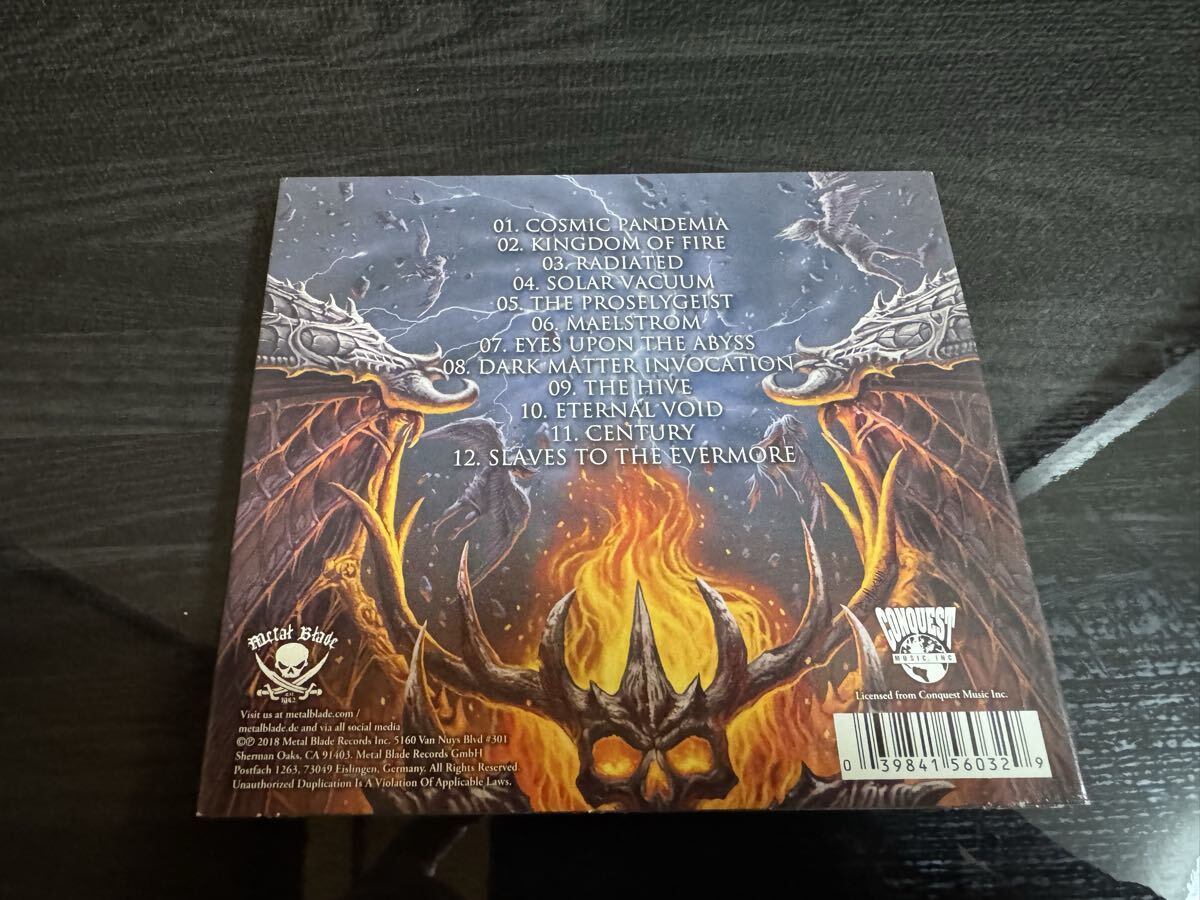 01. COSMIC PANDEMIA
02. KINGDOM OF FIRE
03. RADIATED
04. SOLAR VACUUM
05. THE PROSELYGEIST
06. MAELSTROM
07. EYES UPON THE ABYSS
08. DARK MATTER INVOCATION
09. THE HIVE
10. ETERNAL VOID
11. CENTURY
12. SLAVES TO THE EVERMORE
Metal Blade
EST
1982
Visit us at metalblade.com /
metalblade.de and via all social media
©℗ 2018 Metal Blade Records Inc. 5160 Van Nuys Blvd #301
Sherman Oaks, CA 91403. Metal Blade Records GmbH
Postfach 1263, 73049 Eislingen, Germany. All Rights Reserved.
Unauthorized Duplication Is A Violation Of Applicable Laws.
CONQUEST
MUSIC, INC
Licensed from Conquest Music Inc.
0 39841 56032 9